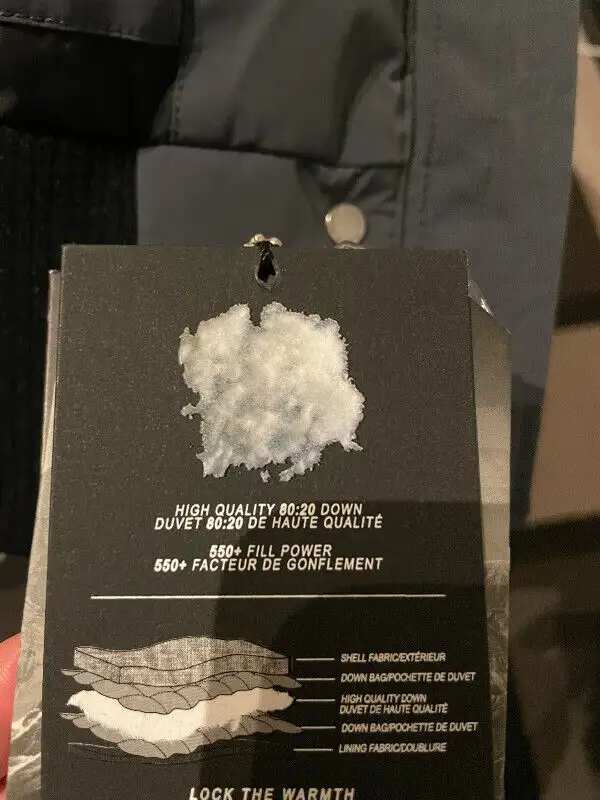 HIGH QUALITY 80:20 DOWN
DUVET 80:20 DE HAUTE QUALITÉ
550+ FILL POWER
550+ FACTEUR DE GONFLEMENT
SHELL FABRIC/EXTÉRIEUR
DOWN BAG/POCHETTE DE DUVET
HIGH QUALITY DOWN
DUVET DE HAUTE QUALITÉ
DOWN BAG/POCHETTE DE DUVET
LINING FABRIC/DOUBLURE
LOCK THE WARMTH